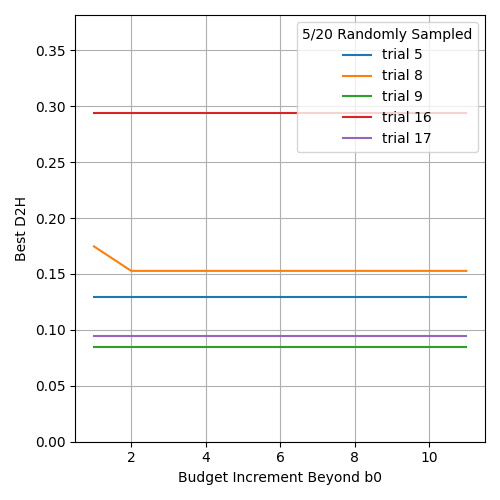 5/20 Randomly Sampled
trial 5
trial 8
trial 9
trial 16
trial 17
0.35
0.30
0.25
0.20
0.15
0.10
0.05
0.00
Best D2H
2 4 6 8 10
Budget Increment Beyond b0